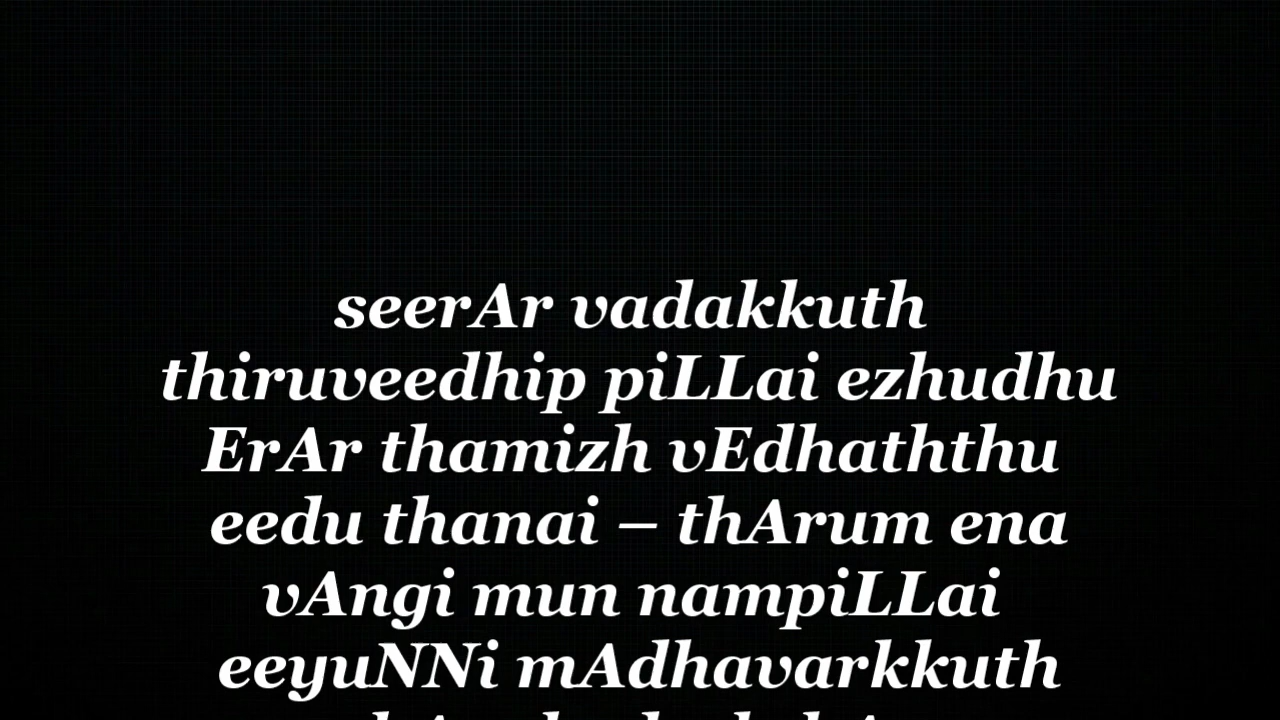 seerAr vadakkuth
thiruveedhip piLLai ezhudhu
ErAr thamizh vEdhaththu
eedu thanai – thArum ena
vAngi mun nampiLLai
eeyuNNi mAdhavarkkuth